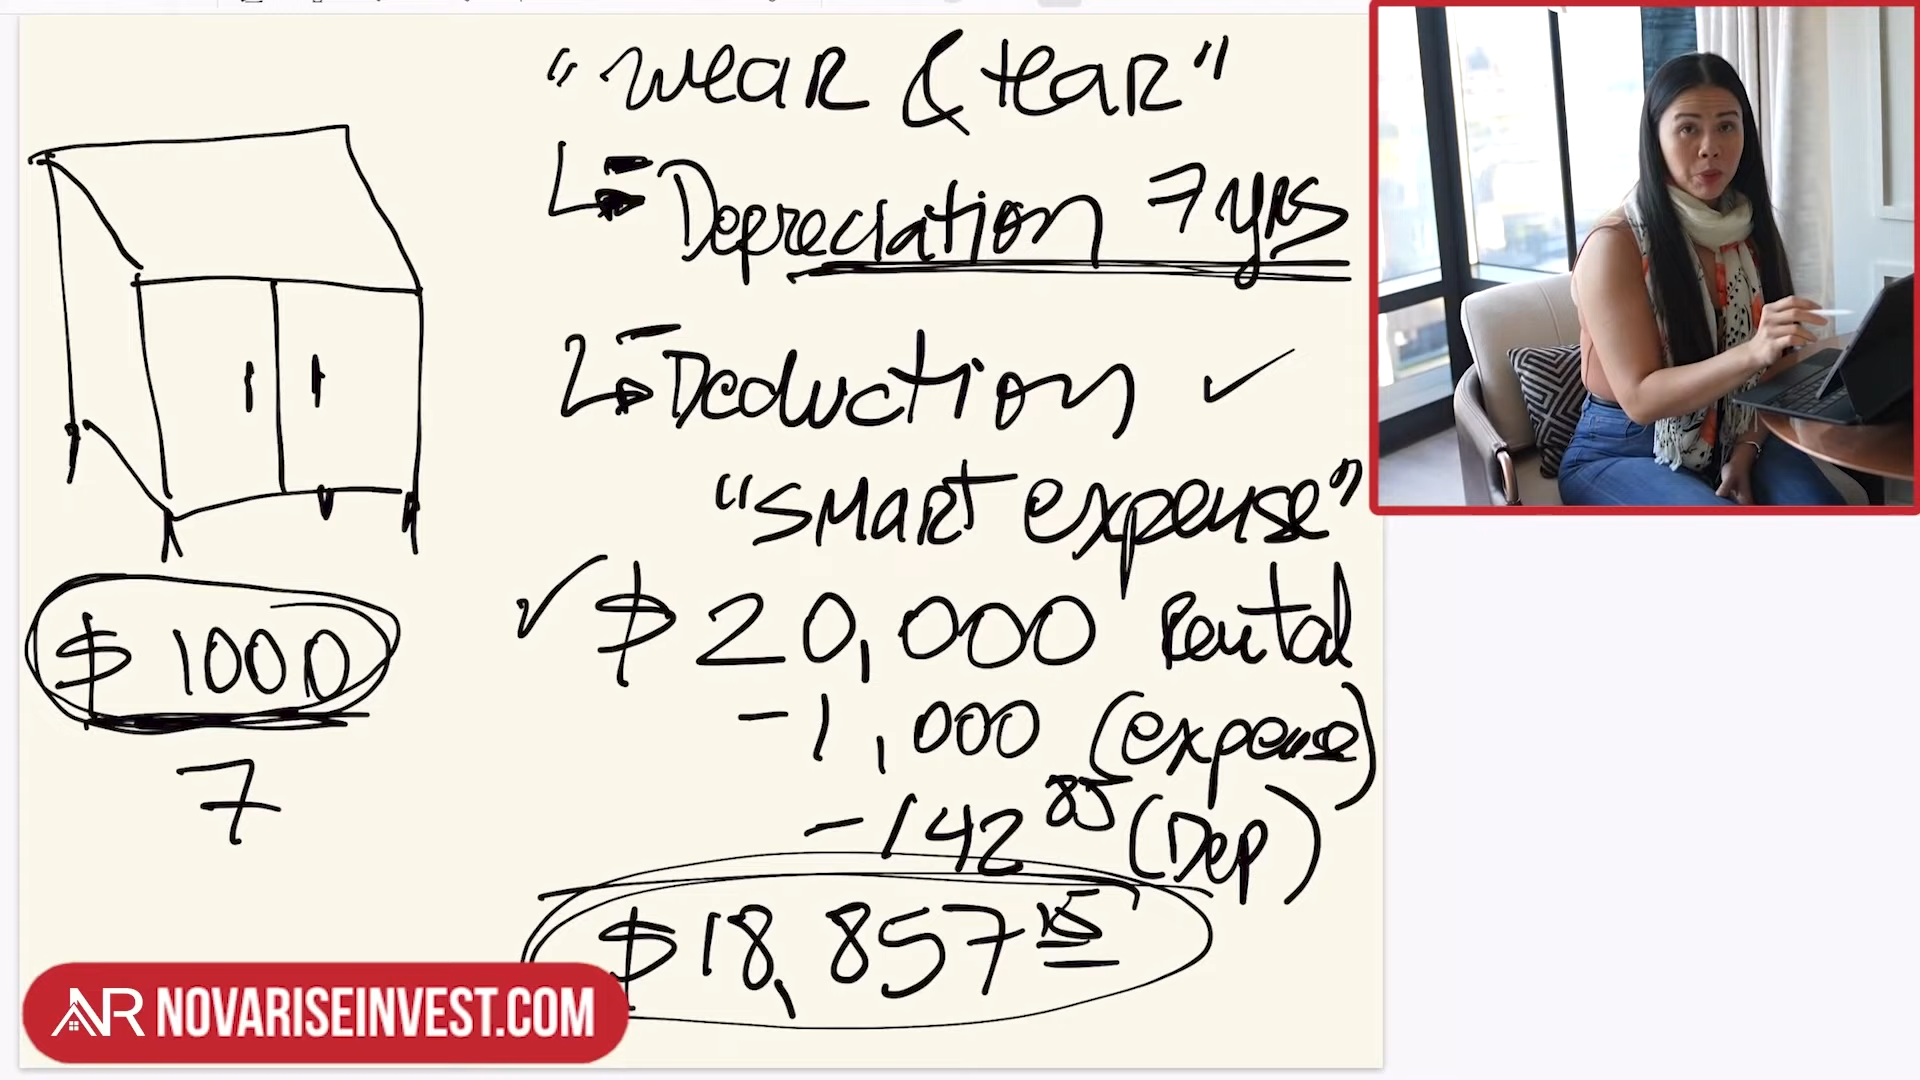 "WEAR & TEAR"
Depreciation 7 YRS
Deduction ✓
"SMART expense"
✓ $20,000 Rental
-1,000 (expense)
-142 85 (Dep)
$18,857 15
$1000
7
NR NOVARISEINVEST.COM